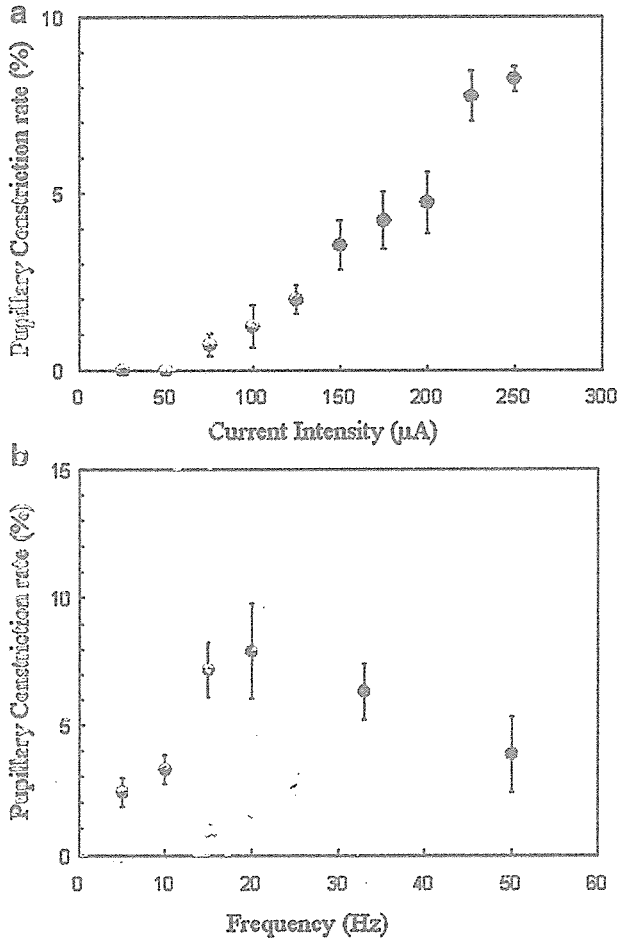 a
Pupillary Constriction rate (%)
10
5
0
0 50 100 150 200 250 300
Current Intensity (μA)
Pupillary Constriction rate (%)
15
10
5
0
0 10 20 30 40 50 60
Frequency (Hz)